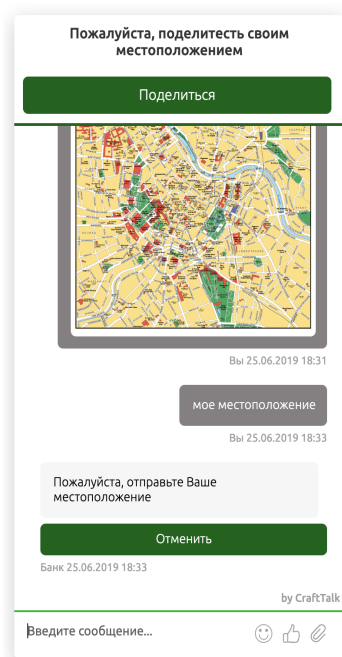 Пожалуйста, поделитесть своим
местоположением
Поделиться
Вы 25.06.2019 18:31
мое местоположение
Вы 25.06.2019 18:33
Пожалуйста, отправьте Ваше
местоположение
Отменить
Банк 25.06.2019 18:33
by CraftTalk
Введите сообщение...